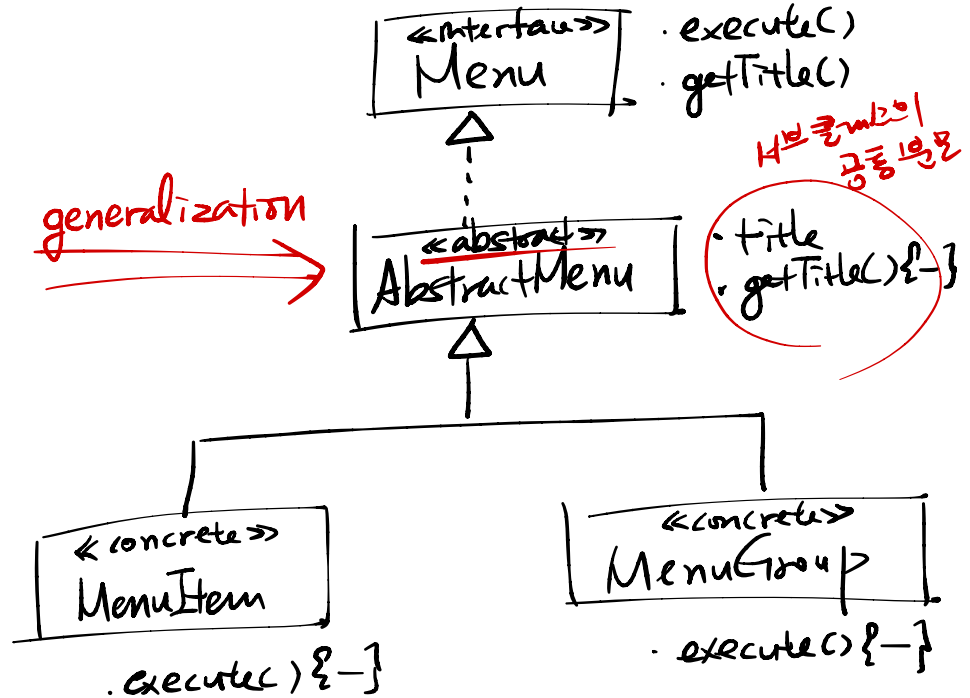 ≪interface≫
Menu
· execute()
· getTitle()
서브 클래스의
공통 부분
generalization
≪abstract≫
AbstractMenu
· title
· getTitle(){-}
≪concrete≫
MenuItem
· execute(){-}
≪concrete≫
MenuGroup
· execute(){-}